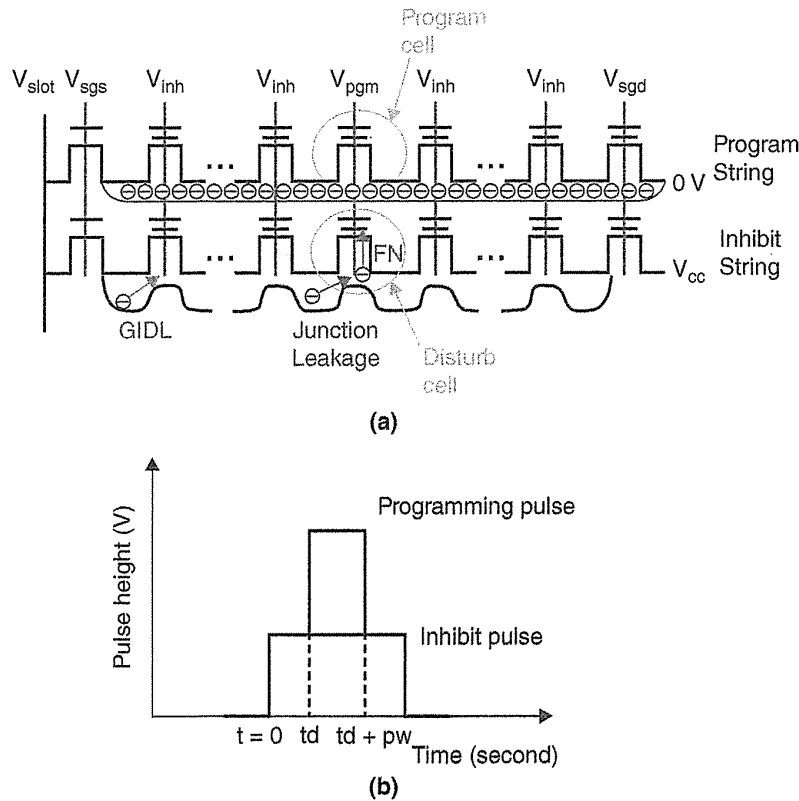 Program
cell
V_slot V_sgs V_inh V_inh V_pgm V_inh V_inh V_sgd
...
...
Program
String
0 V
...
FN
...
Inhibit
String
V_cc
GIDL
Junction
Leakage
Disturb
cell
(a)
Pulse height (V)
Programming pulse
Inhibit pulse
t = 0 td td + pw
Time (second)
(b)